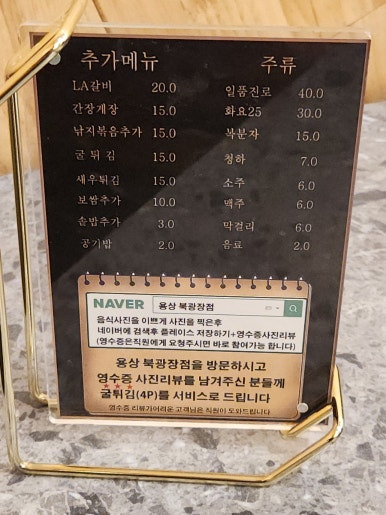 추가메뉴
LA갈비 20.0
간장게장 15.0
낙지볶음추가 15.0
굴 튀 김 15.0
새우튀김 15.0
보쌈추가 10.0
솥밥추가 3.0
공기밥 2.0
주류
일품진로 40.0
화요25 30.0
복분자 15.0
청하 7.0
소주 6.0
맥주 6.0
막걸리 6.0
음료 2.0
NAVER 용상 북광장점
음식사진을 이쁘게 사진을 찍은후
네이버에 검색후 플레이스 저장하기+영수증사진리뷰
(영수증은직원에게 요청주시면 바로 참여가능 합니다)
용상 북광장점을 방문하시고
영수증 사진리뷰를 남겨주신 분들께
굴튀김(4P)를 서비스로 드립니다
영수증 리뷰가어려운 고객님은 직원이 도와드립니다